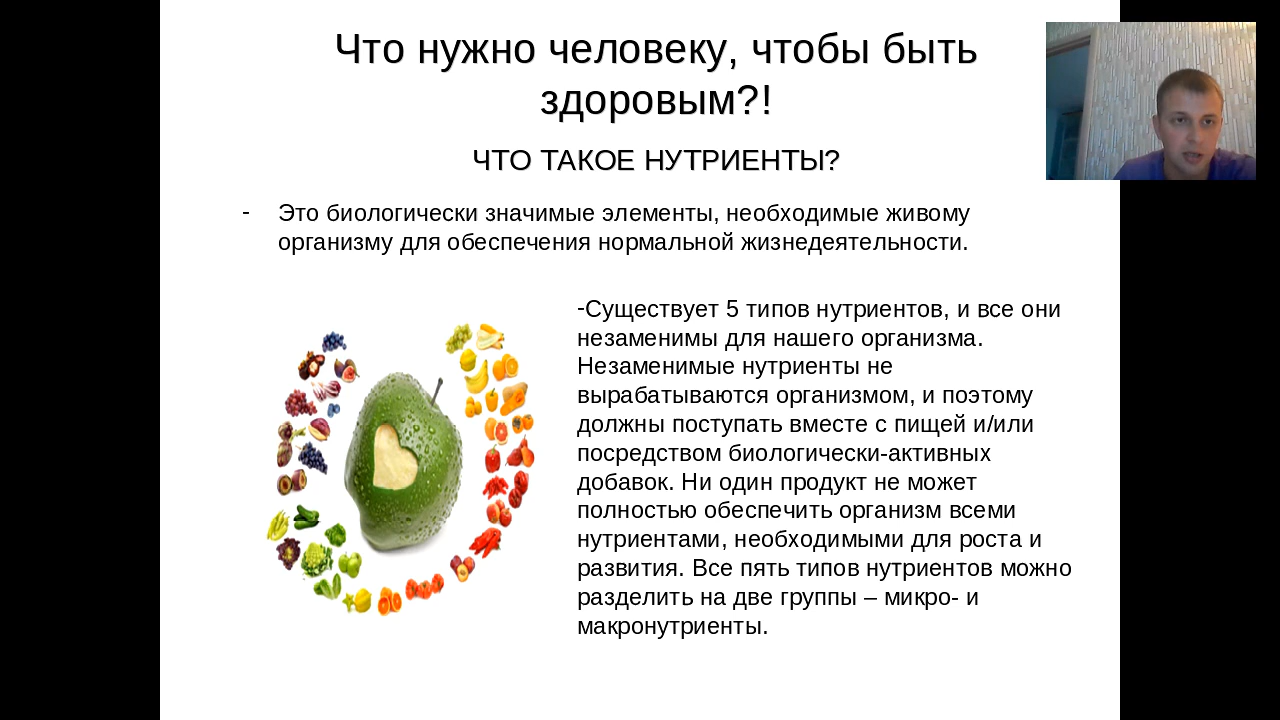 Что нужно человеку, чтобы быть
здоровым?!
ЧТО ТАКОЕ НУТРИЕНТЫ?
- Это биологически значимые элементы, необходимые живому
организму для обеспечения нормальной жизнедеятельности.
-Существует 5 типов нутриентов, и все они
незаменимы для нашего организма.
Незаменимые нутриенты не
вырабатываются организмом, и поэтому
должны поступать вместе с пищей и/или
посредством биологически-активных
добавок. Ни один продукт не может
полностью обеспечить организм всеми
нутриентами, необходимыми для роста и
развития. Все пять типов нутриентов можно
разделить на две группы – микро- и
макронутриенты.